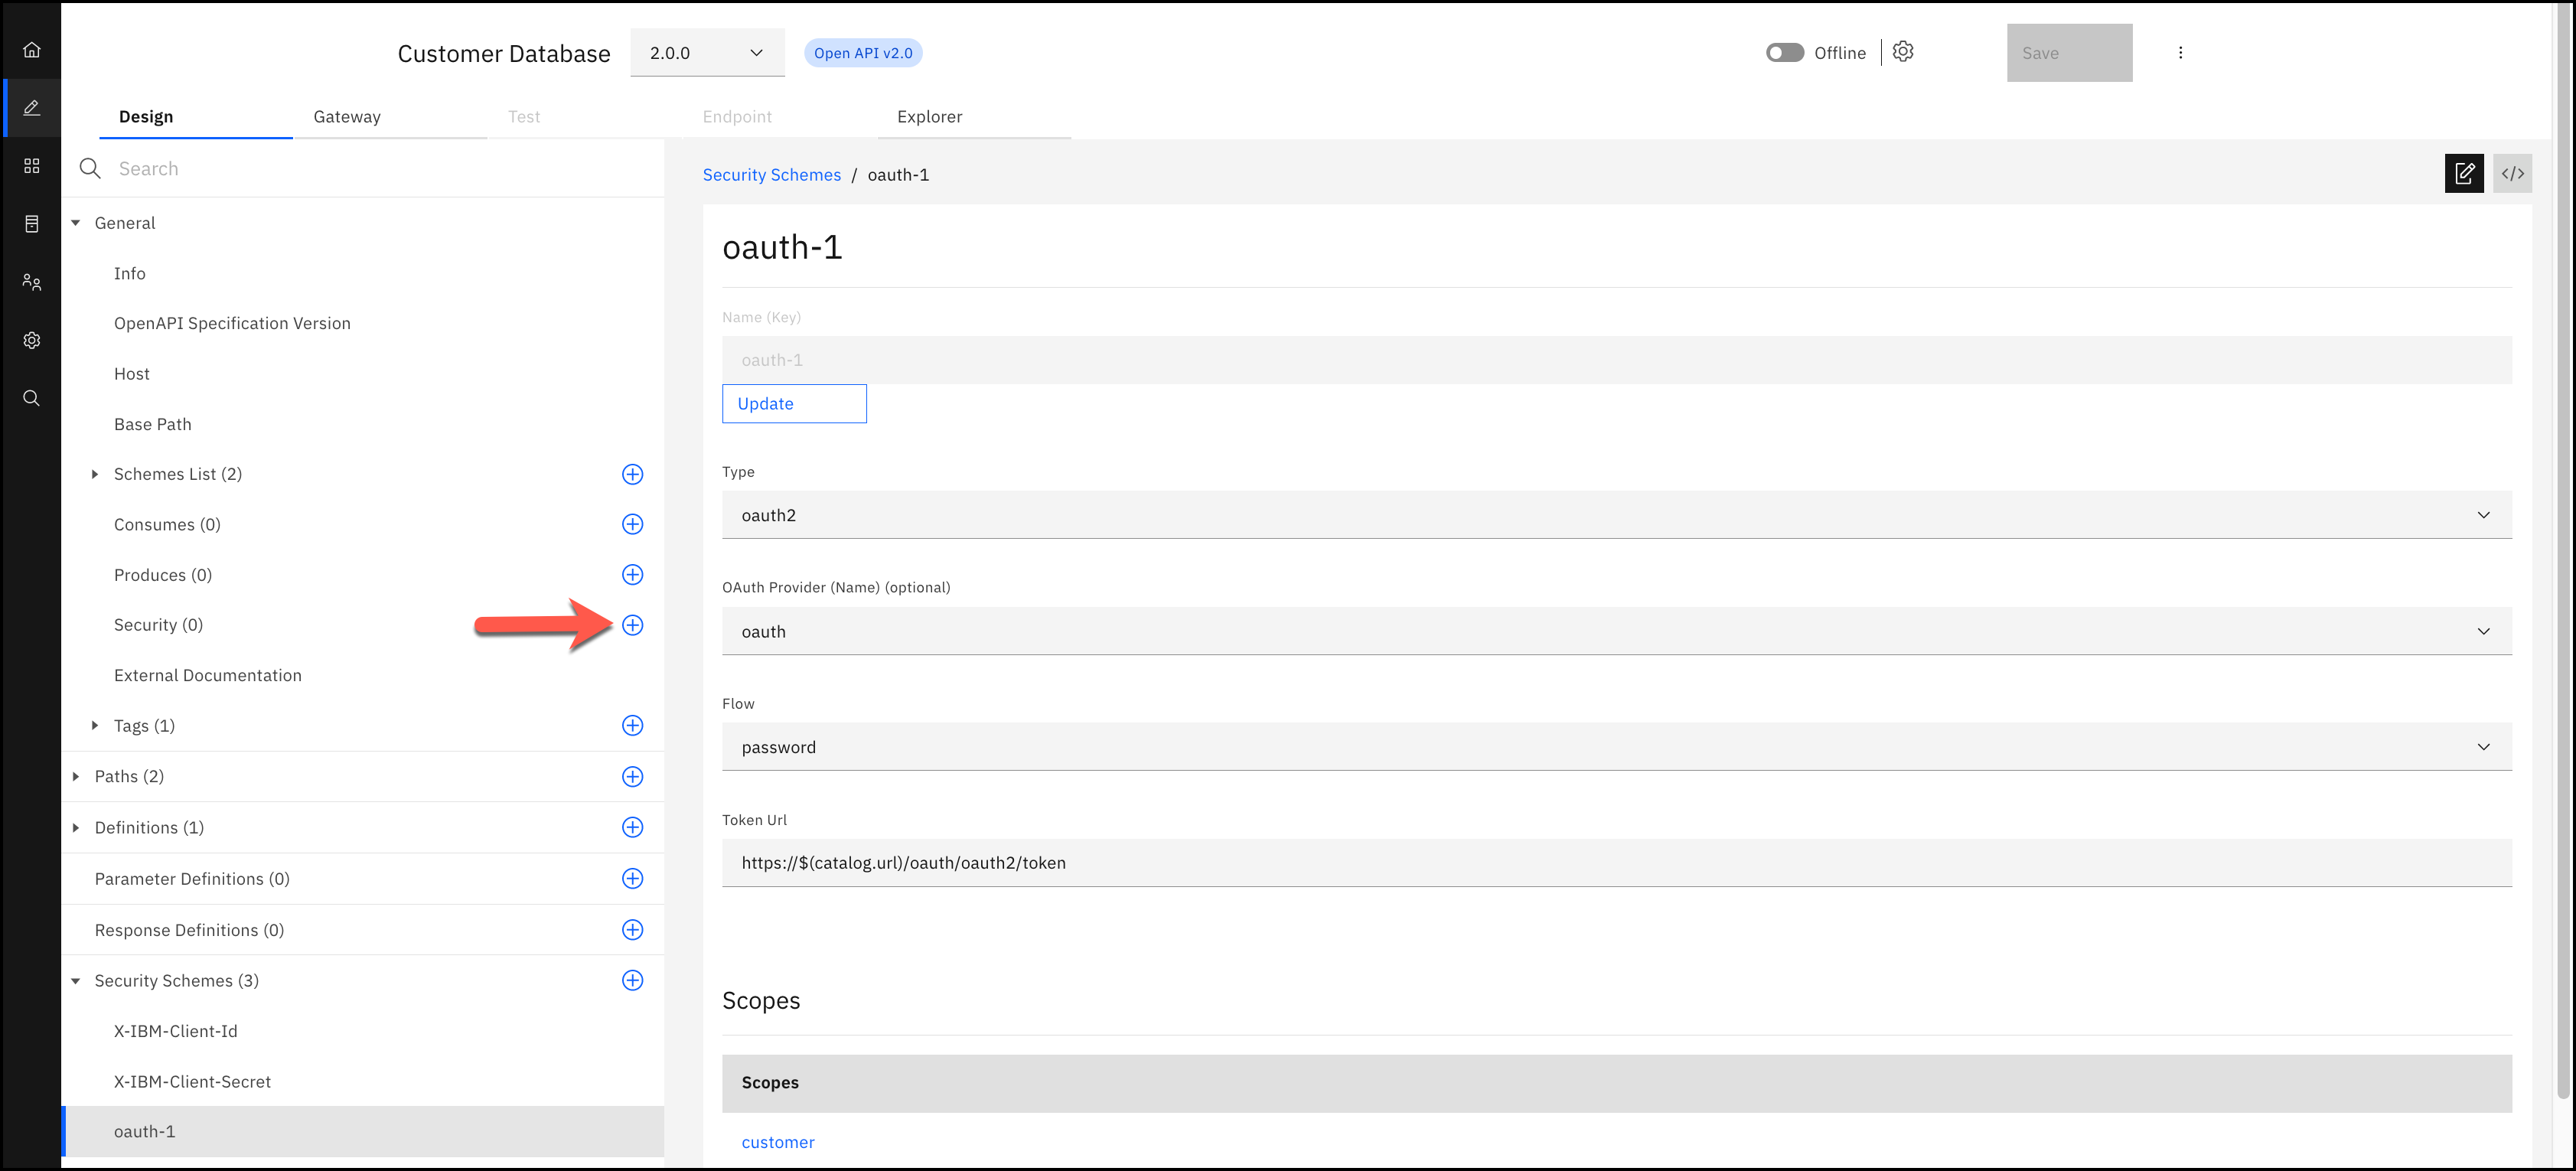 Customer Database
2.0.0
Open API v2.0
Offline
Save
Design
Gateway
Test
Endpoint
Explorer
Search
General
Info
OpenAPI Specification Version
Host
Base Path
Schemes List (2)
Consumes (0)
Produces (0)
Security (0)
External Documentation
Tags (1)
Paths (2)
Definitions (1)
Parameter Definitions (0)
Response Definitions (0)
Security Schemes (3)
X-IBM-Client-Id
X-IBM-Client-Secret
oauth-1
Security Schemes / oauth-1
</>
oauth-1
Name (Key)
oauth-1
Update
Type
oauth2
OAuth Provider (Name) (optional)
oauth
Flow
password
Token Url
https://$(catalog.url)/oauth/oauth2/token
Scopes
Scopes
customer